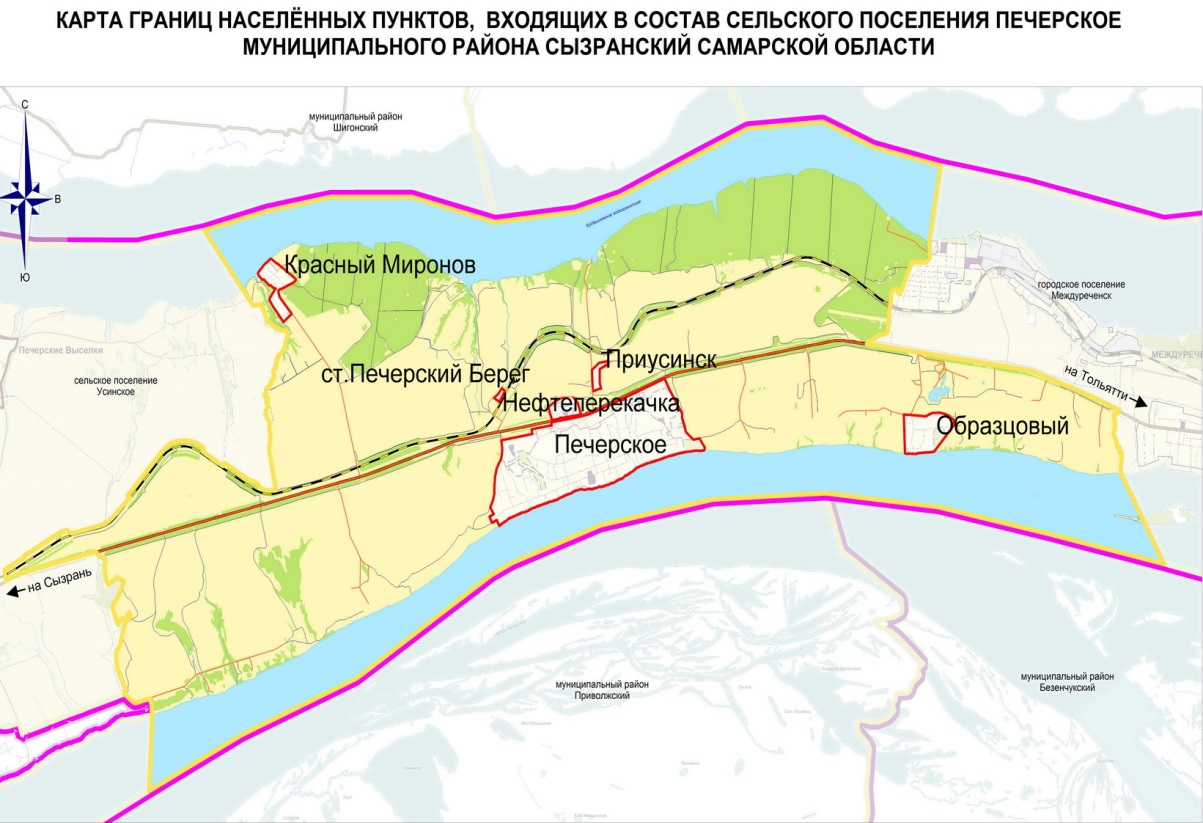 КАРТА ГРАНИЦ НАСЕЛЁННЫХ ПУНКТОВ, ВХОДЯЩИХ В СОСТАВ СЕЛЬСКОГО ПОСЕЛЕНИЯ ПЕЧЕРСКОЕ
МУНИЦИПАЛЬНОГО РАЙОНА СЫЗРАНСКИЙ САМАРСКОЙ ОБЛАСТИ
С
муниципальный район
Шигонский
В
Ю
Красный Миронов
городское поселение
Междуреченск
Печерские Выселки
сельское поселение
Усинское
ст.Печерский Берег
Приусинск
МЕЖДУРЕЧЕ
на Тольятти
Нефтеперекачка
Печерское
Образцовый
на Сызрань
муниципальный район
Приволжский
муниципальный район
Безенчукский